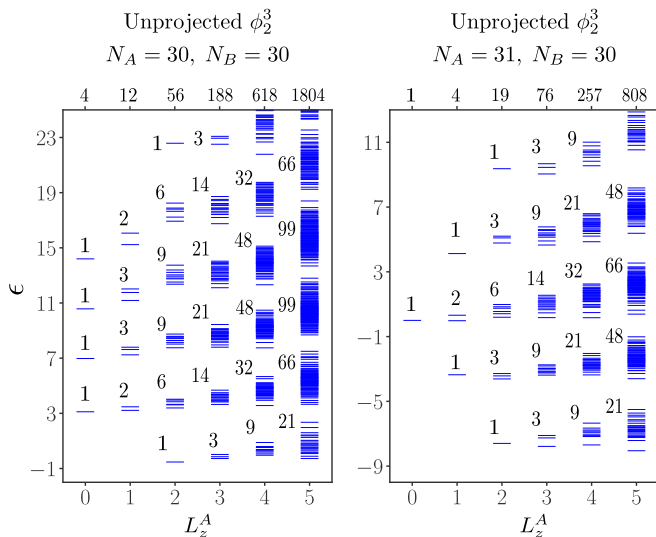 Unprojected ϕ₂³
N_A = 30, N_B = 30
4 12 56 188 618 1804
23
19
15
11
7
3
−1
ϵ
1 3
6 14 32 66
1 2 9 21 48 99
1 3 9 21 48 99
1 3 6 14 32 66
1 2 1 3 9 21
0 1 2 3 4 5
L_z^A
Unprojected ϕ₂³
N_A = 31, N_B = 30
1 4 19 76 257 808
11
7
3
−1
−5
−9
1 3 9
1 3 9 21 48
1 2 6 14 32 66
1 3 9 21 48
1 3 9 21
0 1 2 3 4 5
L_z^A